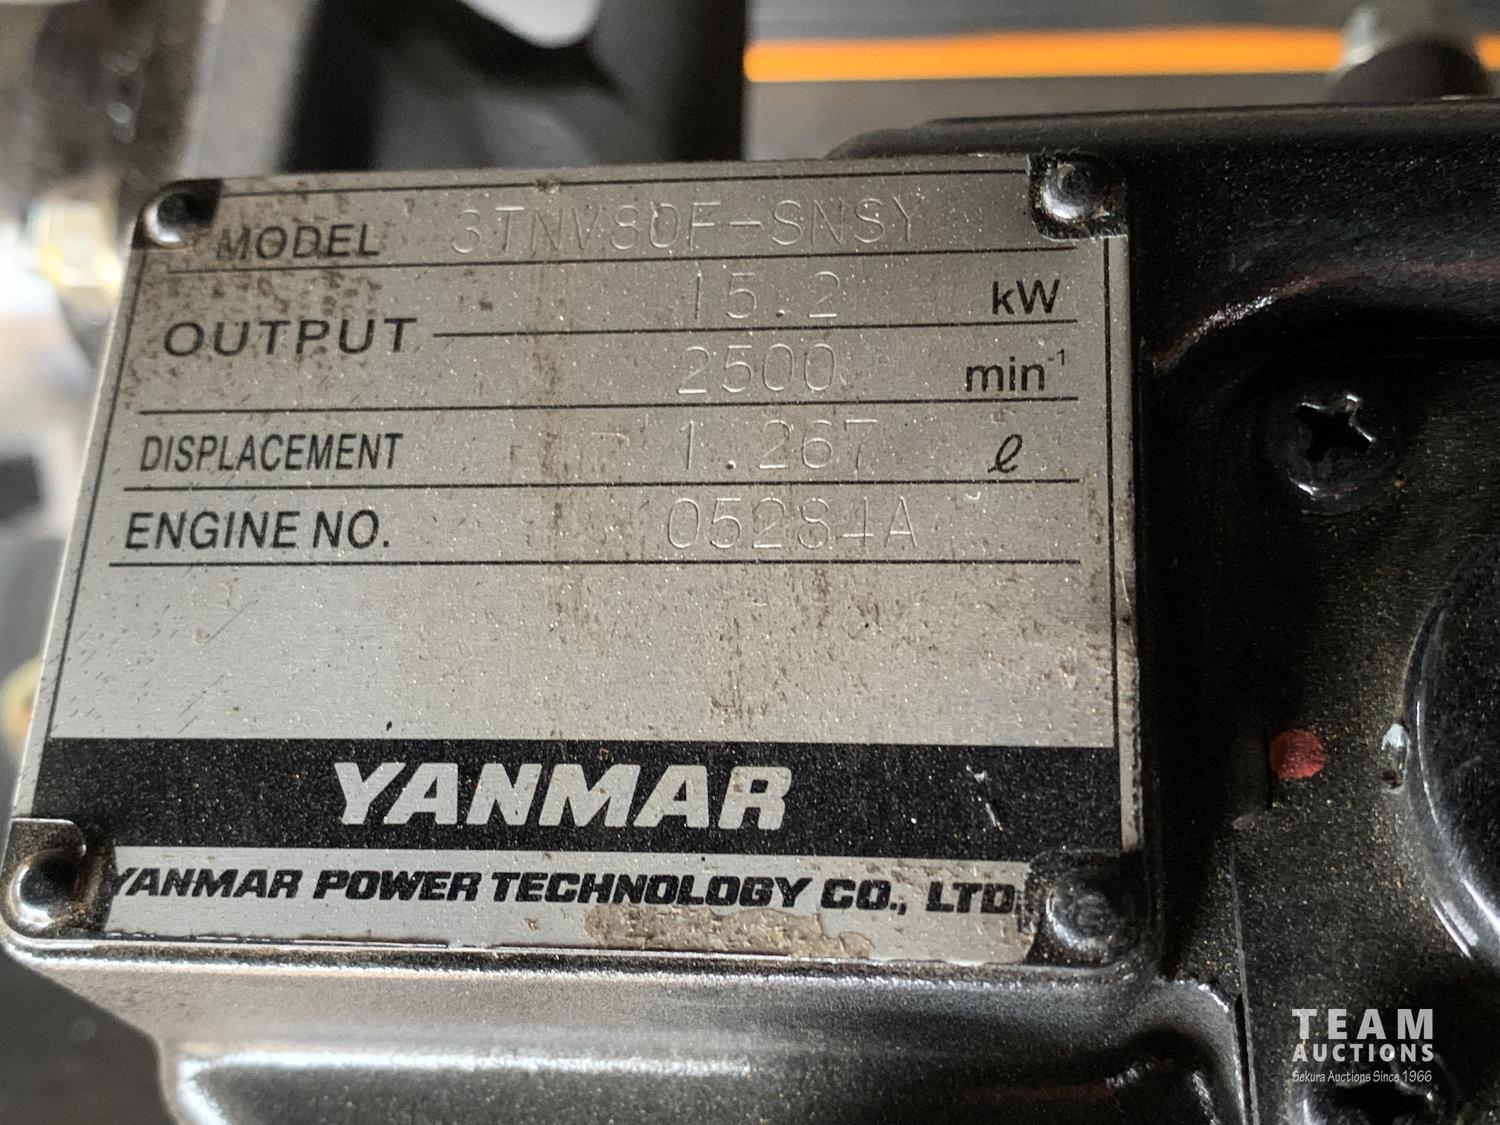 MODEL 3TNV80F-SNSY
15.2 kW
OUTPUT
2500 min-1
DISPLACEMENT 1.267 ℓ
ENGINE NO. 05284A
YANMAR
YANMAR POWER TECHNOLOGY CO., LTD.
TEAM
AUCTIONS
Sekura Auctions Since 1966